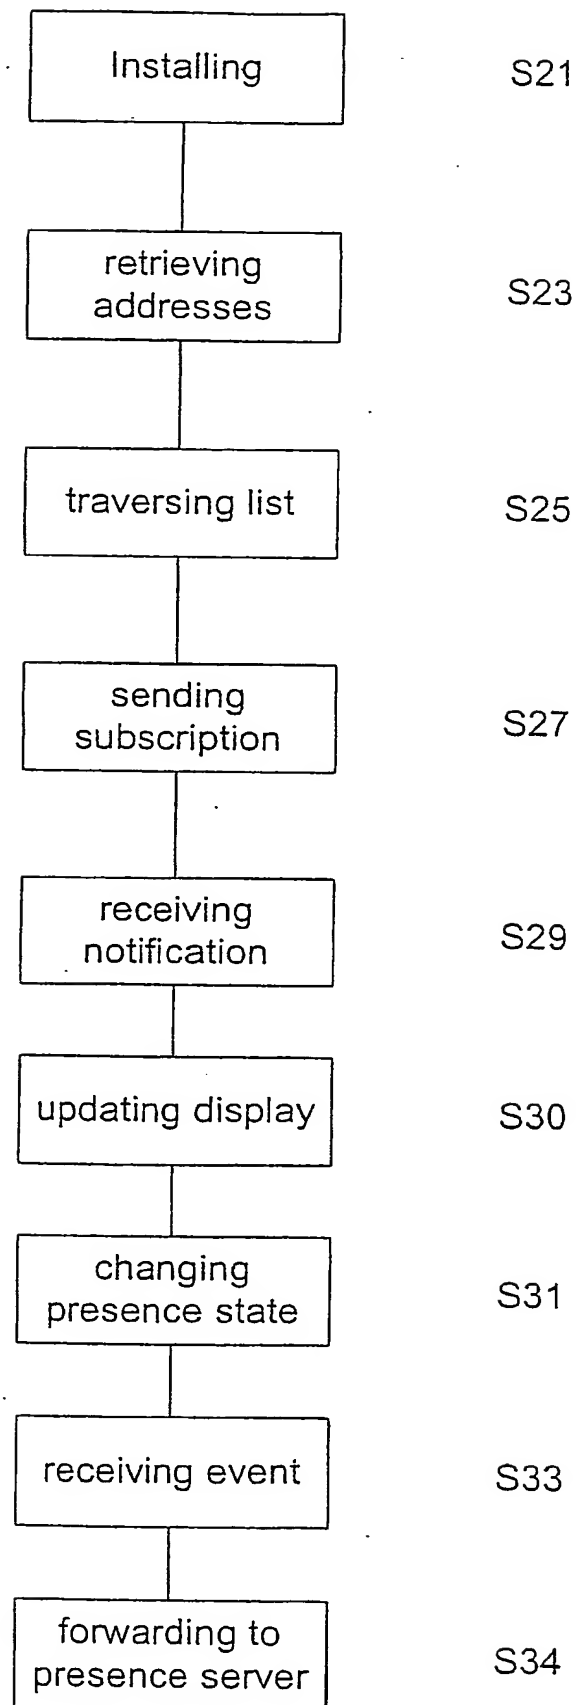 Installing S21
retrieving
addresses S23
traversing list S25
sending
subscription S27
receiving
notification S29
updating display S30
changing
presence state S31
receiving event S33
forwarding to
presence server S34